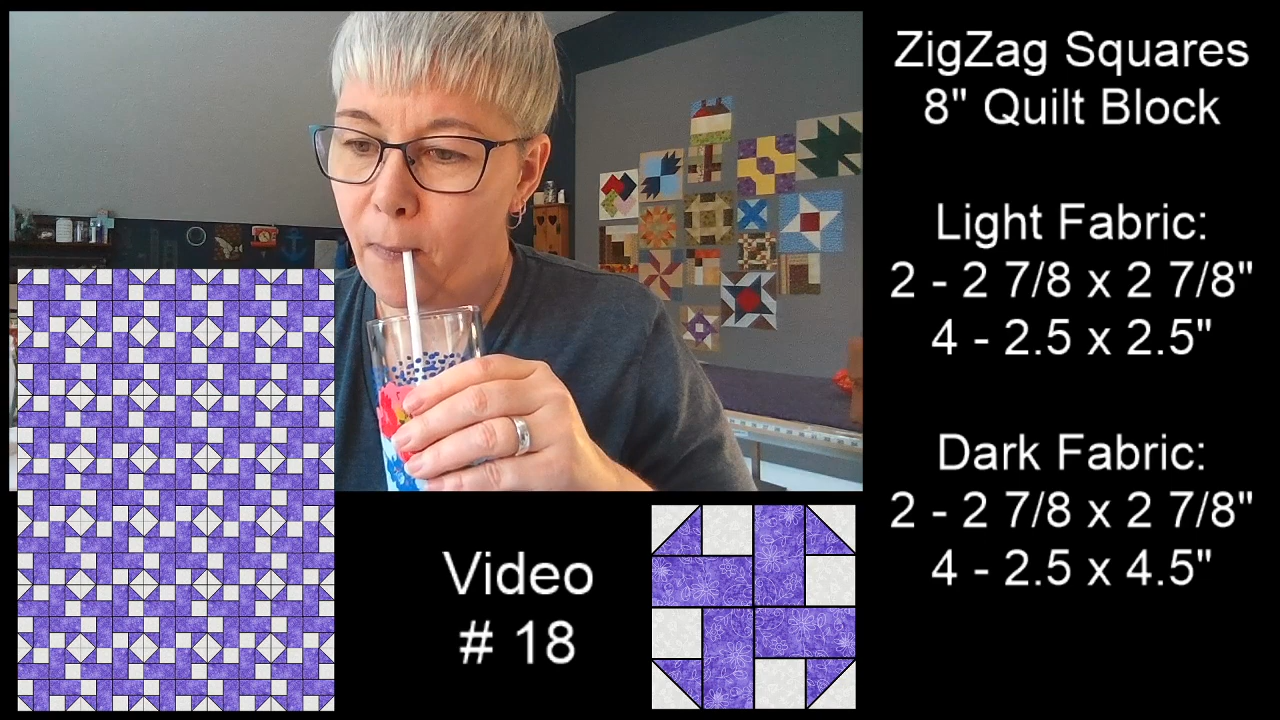 ZigZag Squares
8" Quilt Block
Light Fabric:
2 - 2 7/8 x 2 7/8"
4 - 2.5 x 2.5"
Dark Fabric:
2 - 2 7/8 x 2 7/8"
4 - 2.5 x 4.5"
Video
# 18